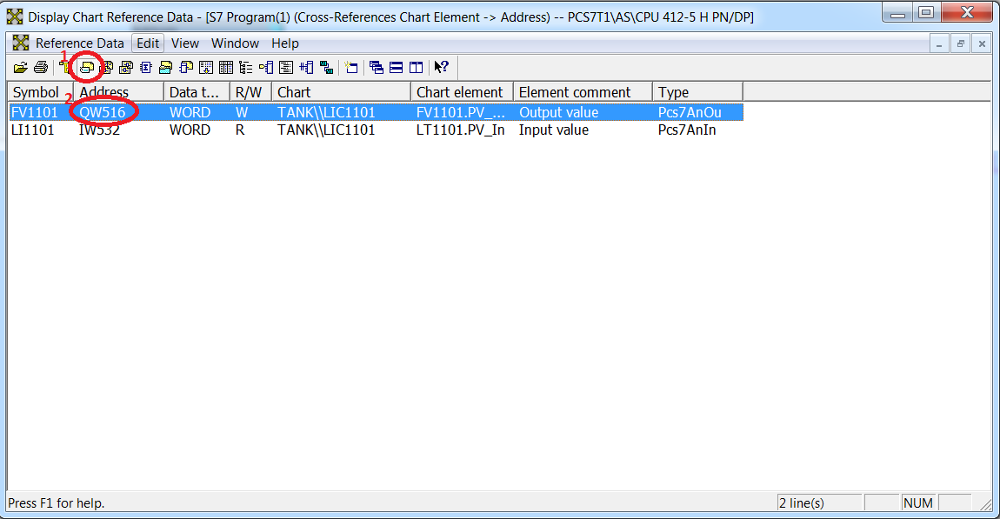 Display Chart Reference Data - [S7 Program(1) (Cross-References Chart Element -> Address) -- PCS7T1\AS\CPU 412-5 H PN/DP]
Reference Data Edit View Window Help
1
Symbol Address Data t... R/W Chart Chart element Element comment Type
2
FV1101 QW516 WORD W TANK\\LIC1101 FV1101.PV_... Output value Pcs7AnOu
LI1101 IW532 WORD R TANK\\LIC1101 LT1101.PV_In Input value Pcs7AnIn
Press F1 for help. 2 line(s) NUM